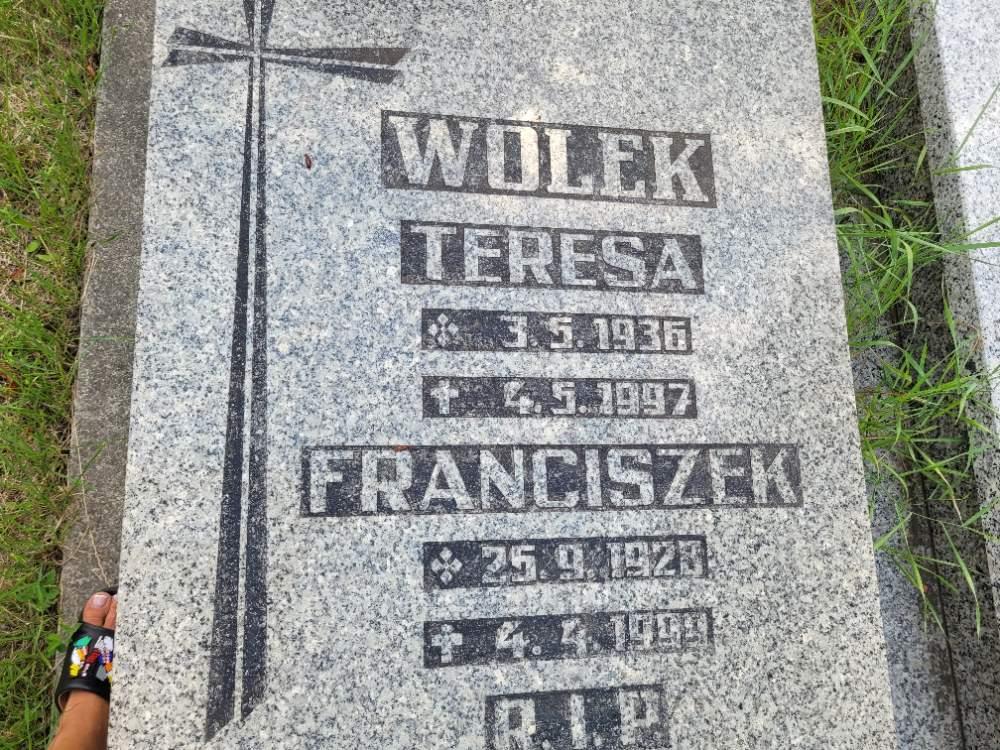 WOLEK
TERESA
3.5.1936
✝ 4.5.1997
FRANCISZEK
25.9.1928
✝ 4.4.1999
R.I.P